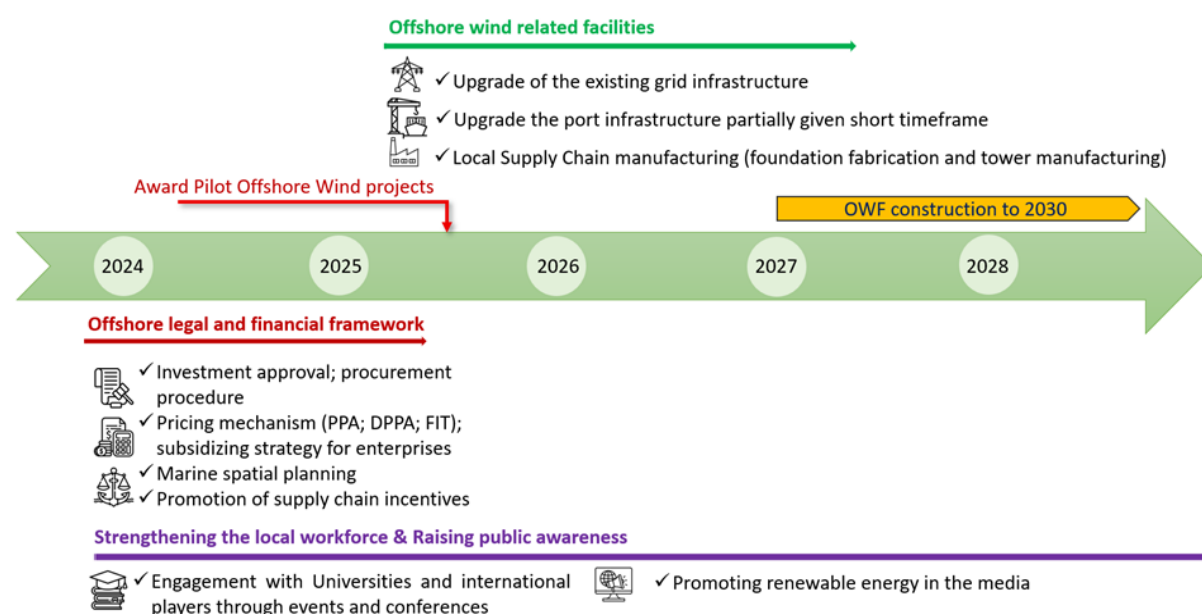 Offshore wind related facilities
✓ Upgrade of the existing grid infrastructure
✓ Upgrade the port infrastructure partially given short timeframe
✓ Local Supply Chain manufacturing (foundation fabrication and tower manufacturing)
Award Pilot Offshore Wind projects
OWF construction to 2030
2024 2025 2026 2027 2028
Offshore legal and financial framework
✓ Investment approval; procurement
procedure
✓ Pricing mechanism (PPA; DPPA; FIT);
subsidizing strategy for enterprises
✓ Marine spatial planning
✓ Promotion of supply chain incentives
Strengthening the local workforce & Raising public awareness
✓ Engagement with Universities and international
players through events and conferences
✓ Promoting renewable energy in the media